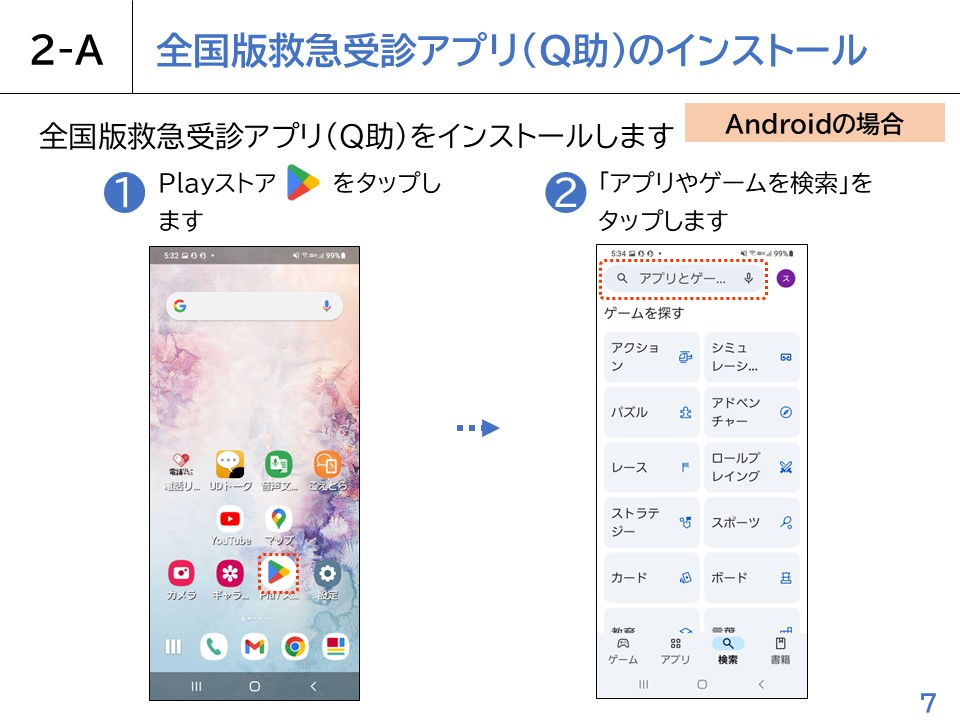 2-A
全国版救急受診アプリ(Q助)のインストール
全国版救急受診アプリ(Q助)をインストールします
Androidの場合
1
Playストア をタップし
ます
2
「アプリやゲームを検索」を
タップします
5:32
99%
電話リ...
UDトーク
音声文...
こえとら
YouTube
マップ
カメラ
ギャラ...
Playス...
設定
5:34
99%
アプリとゲー...
ス
ゲームを探す
アクショ
ン
シミュ
レーシ...
パズル
アドベン
チャー
レース
ロールプ
レイング
ストラテ
ジー
スポーツ
カード
ボード
教育
言葉
ゲーム
アプリ
検索
書籍
7